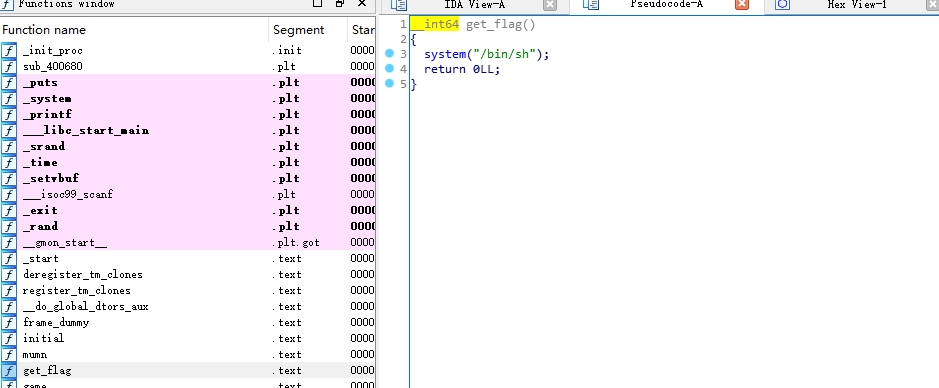 Functions window
IDA View-A
Pseudocode-A
Hex View-1
Function name Segment Star
_init_proc .init 0000
sub_400680 .plt 0000
_puts .plt 0000
_system .plt 0000
_printf .plt 0000
___libc_start_main .plt 0000
_srand .plt 0000
_time .plt 0000
_setvbuf .plt 0000
___isoc99_scanf .plt 0000
_exit .plt 0000
_rand .plt 0000
__gmon_start__ .plt.got 0000
_start .text 0000
deregister_tm_clones .text 0000
register_tm_clones .text 0000
__do_global_dtors_aux .text 0000
frame_dummy .text 0000
initial .text 0000
mumn .text 0000
get_flag .text 0000
game .text 0000
1 __int64 get_flag()
2 {
3 system("/bin/sh");
4 return 0LL;
5 }